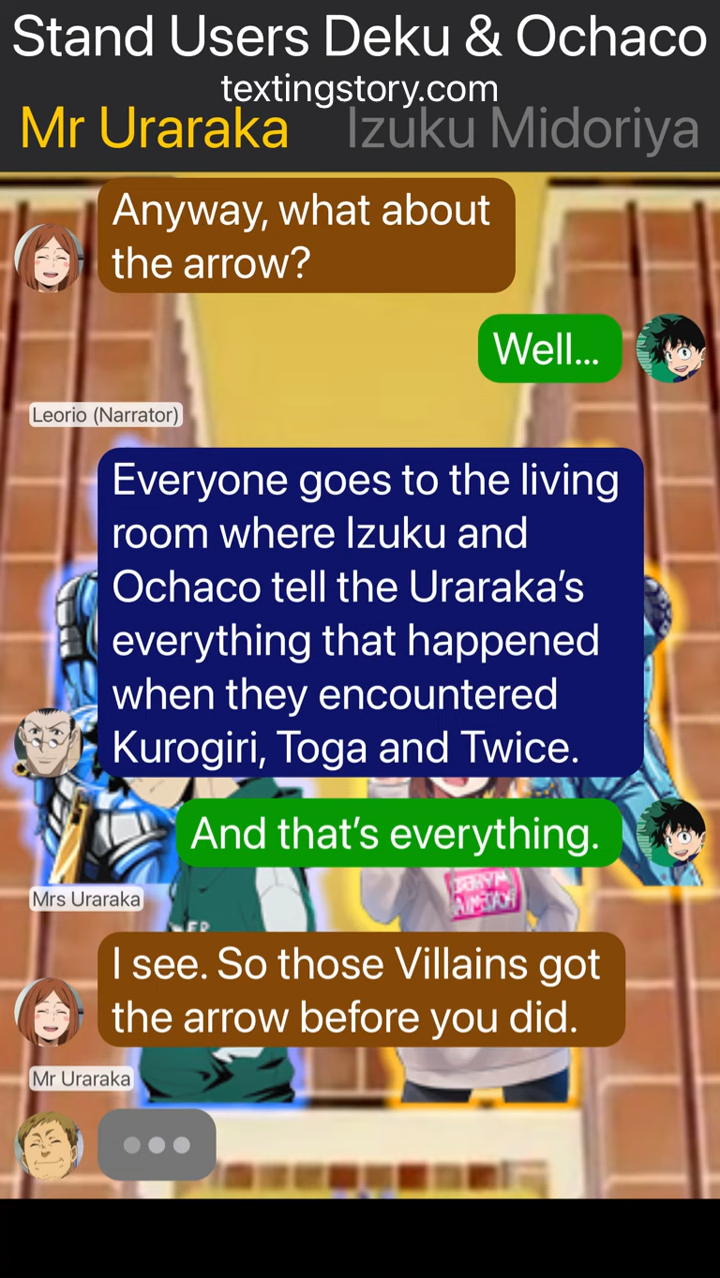 Stand Users Deku & Ochaco
textingstory.com
Mr Uraraka Izuku Midoriya
Anyway, what about
the arrow?
Well...
Leorio (Narrator)
Everyone goes to the living
room where Izuku and
Ochaco tell the Uraraka's
everything that happened
when they encountered
Kurogiri, Toga and Twice.
And that's everything.
Mrs Uraraka
I see. So those Villains got
the arrow before you did.
Mr Uraraka